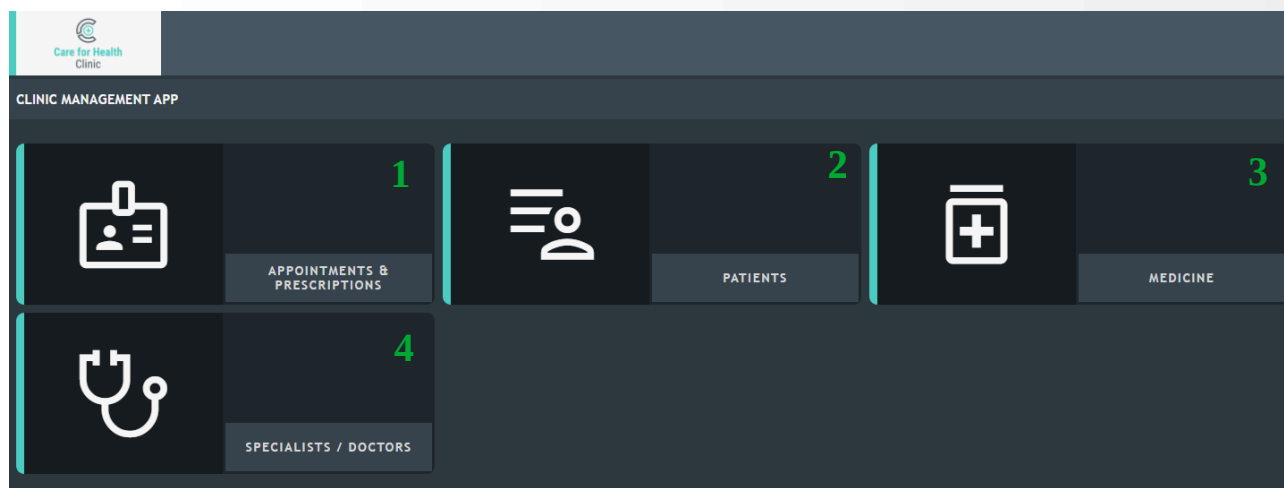 Care for Health
Clinic
CLINIC MANAGEMENT APP
1
APPOINTMENTS &
PRESCRIPTIONS
2
PATIENTS
3
MEDICINE
4
SPECIALISTS / DOCTORS